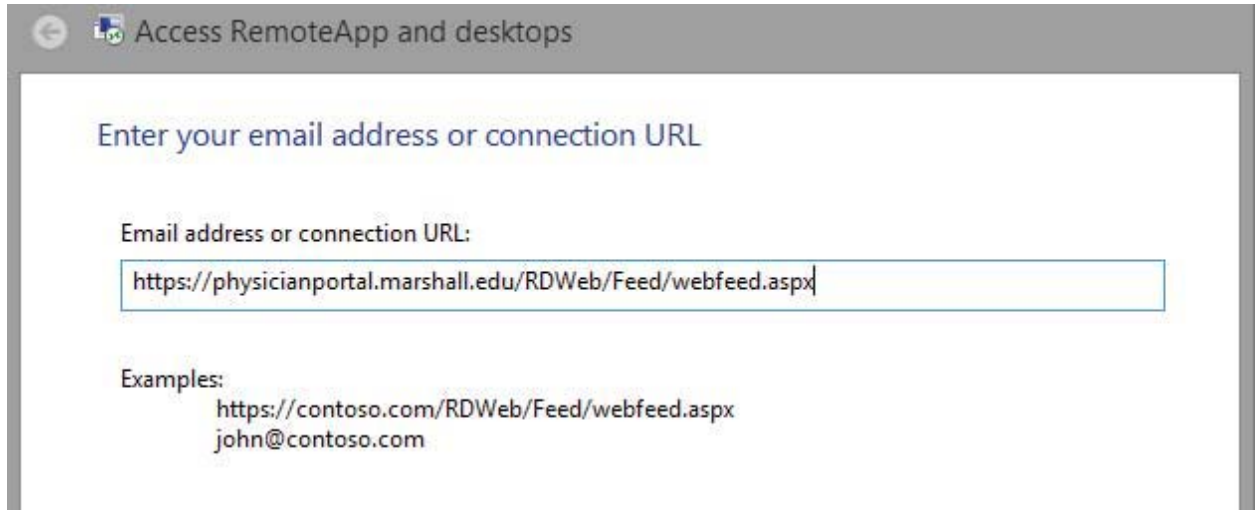 Access RemoteApp and desktops
Enter your email address or connection URL
Email address or connection URL:
https://physicianportal.marshall.edu/RDWeb/Feed/webfeed.aspx
Examples:
https://contoso.com/RDWeb/Feed/webfeed.aspx
john@contoso.com